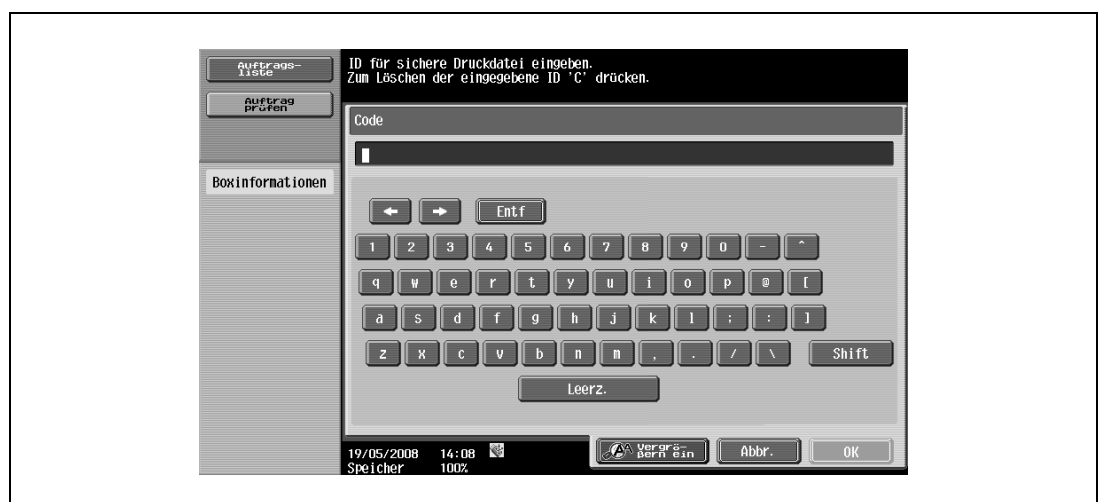 Auftrags-
liste
Auftrag
prüfen
Boxinformationen
ID für sichere Druckdatei eingeben.
Zum Löschen der eingegebene ID 'C' drücken.
Code
Entf
1 2 3 4 5 6 7 8 9 0 - ^
q w e r t y u i o p @ [
a s d f g h j k l ; : ]
z x c v b n m , . / \ Shift
Leerz.
19/05/2008 14:08
Speicher 100%
Vergrö-
ßern ein
Abbr.
OK